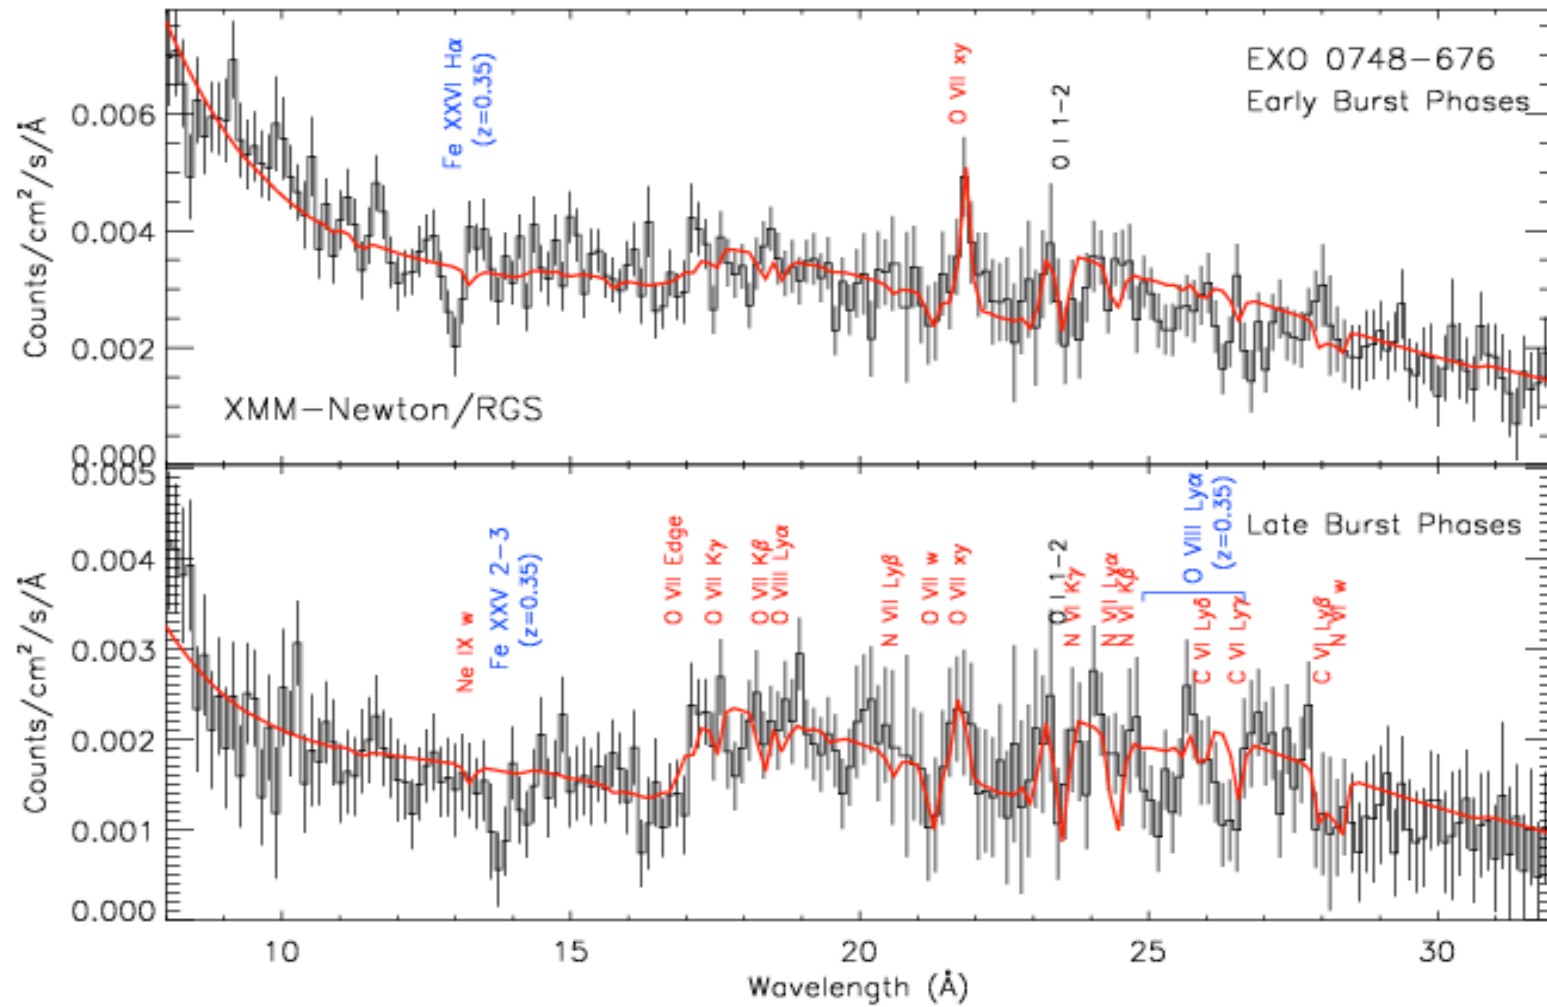 EXO 0748−676
Early Burst Phases
Fe XXVI Hα
(z=0.35)
O VII xy
O I 1−2
XMM−Newton/RGS
Counts/cm²/s/Å
0.006
0.004
0.002
0.000
Late Burst Phases
Ne IX w
Fe XXV 2−3
(z=0.35)
O VII Edge
O VII Kγ
O VII Kβ
O VIII Lyα
N VII Lyβ
O VII w
O VII xy
O I 1−2
N VI Kγ
N VII Lyα
N VI Kβ
O VIII Lyα
(z=0.35)
C VI Lyδ
C VI Lyγ
C VI Lyβ
N VI w
Counts/cm²/s/Å
0.005
0.004
0.003
0.002
0.001
0.000
10 15 20 25 30
Wavelength (Å)